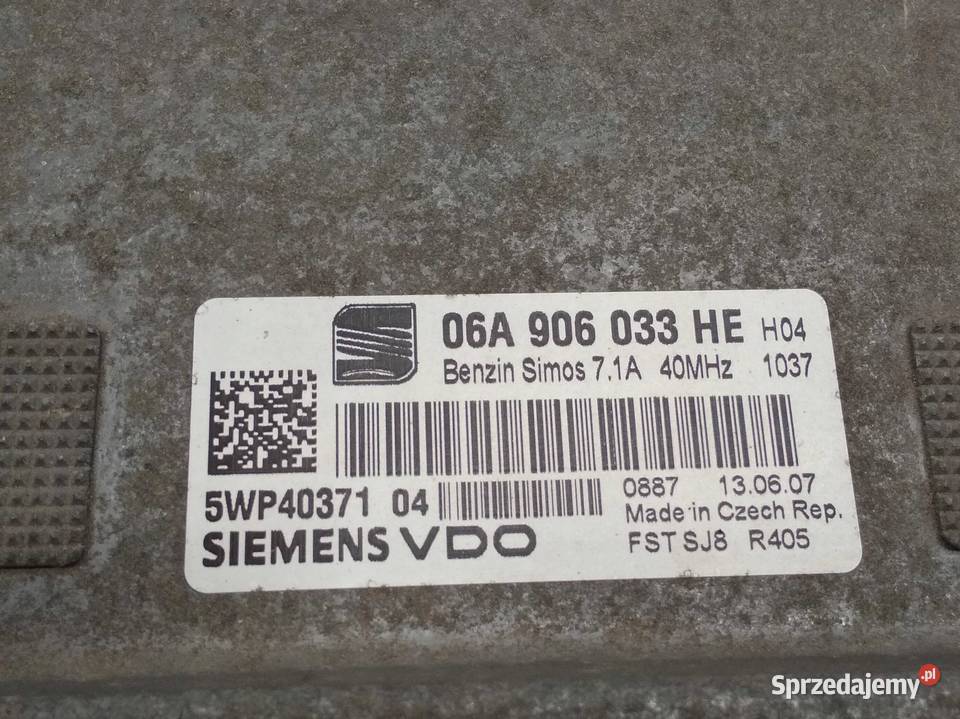 06A 906 033 HE H04
Benzin Simos 7.1A 40MHz 1037
5WP40371 04
0887 13.06.07
Made in Czech Rep.
SIEMENS VDO
FST SJ8 R405
Sprzedajemy.pl